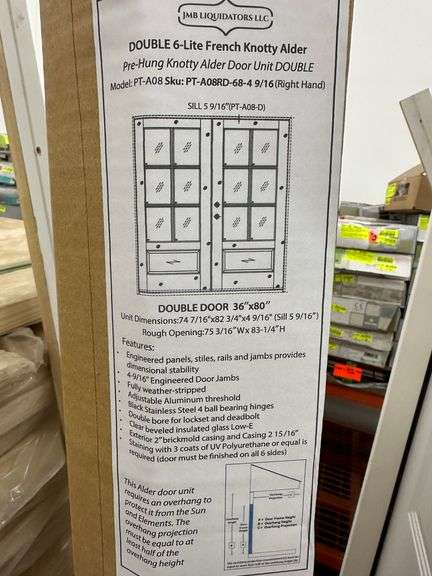 JMB LIQUIDATORS LLC
DOUBLE 6-Lite French Knotty Alder
Pre-Hung Knotty Alder Door Unit DOUBLE
Model: PT-A08 Sku: PT-A08RD-68-4 9/16 (Right Hand)
SILL 5 9/16"(PT-A08-D)
DOUBLE DOOR 36"x80"
Unit Dimensions:74 7/16"x82 3/4"x4 9/16" (Sill 5 9/16")
Rough Opening:75 3/16"Wx 83-1/4"H
Features:
• Engineered panels, stiles, rails and jambs provides
dimensional stability
• 4-9/16" Engineered Door Jambs
• Fully weather-stripped
• Adjustable Aluminum threshold
• Black Stainless Steel 4 ball bearing hinges
• Double bore for lockset and deadbolt
• Clear beveled insulated glass Low-E
• Exterior 2"brickmold casing and Casing 2 15/16"
• Staining with 3 coats of UV Polyurethane or equal is
required (door must be finished on all 6 sides)
This Alder door unit
requires an overhang to
protect it from the Sun
and Elements. The
overhang projection
must be equal to at
least half of the
overhang height
A = Door Frame Height
B = Overhang Height
C = Overhang Projection